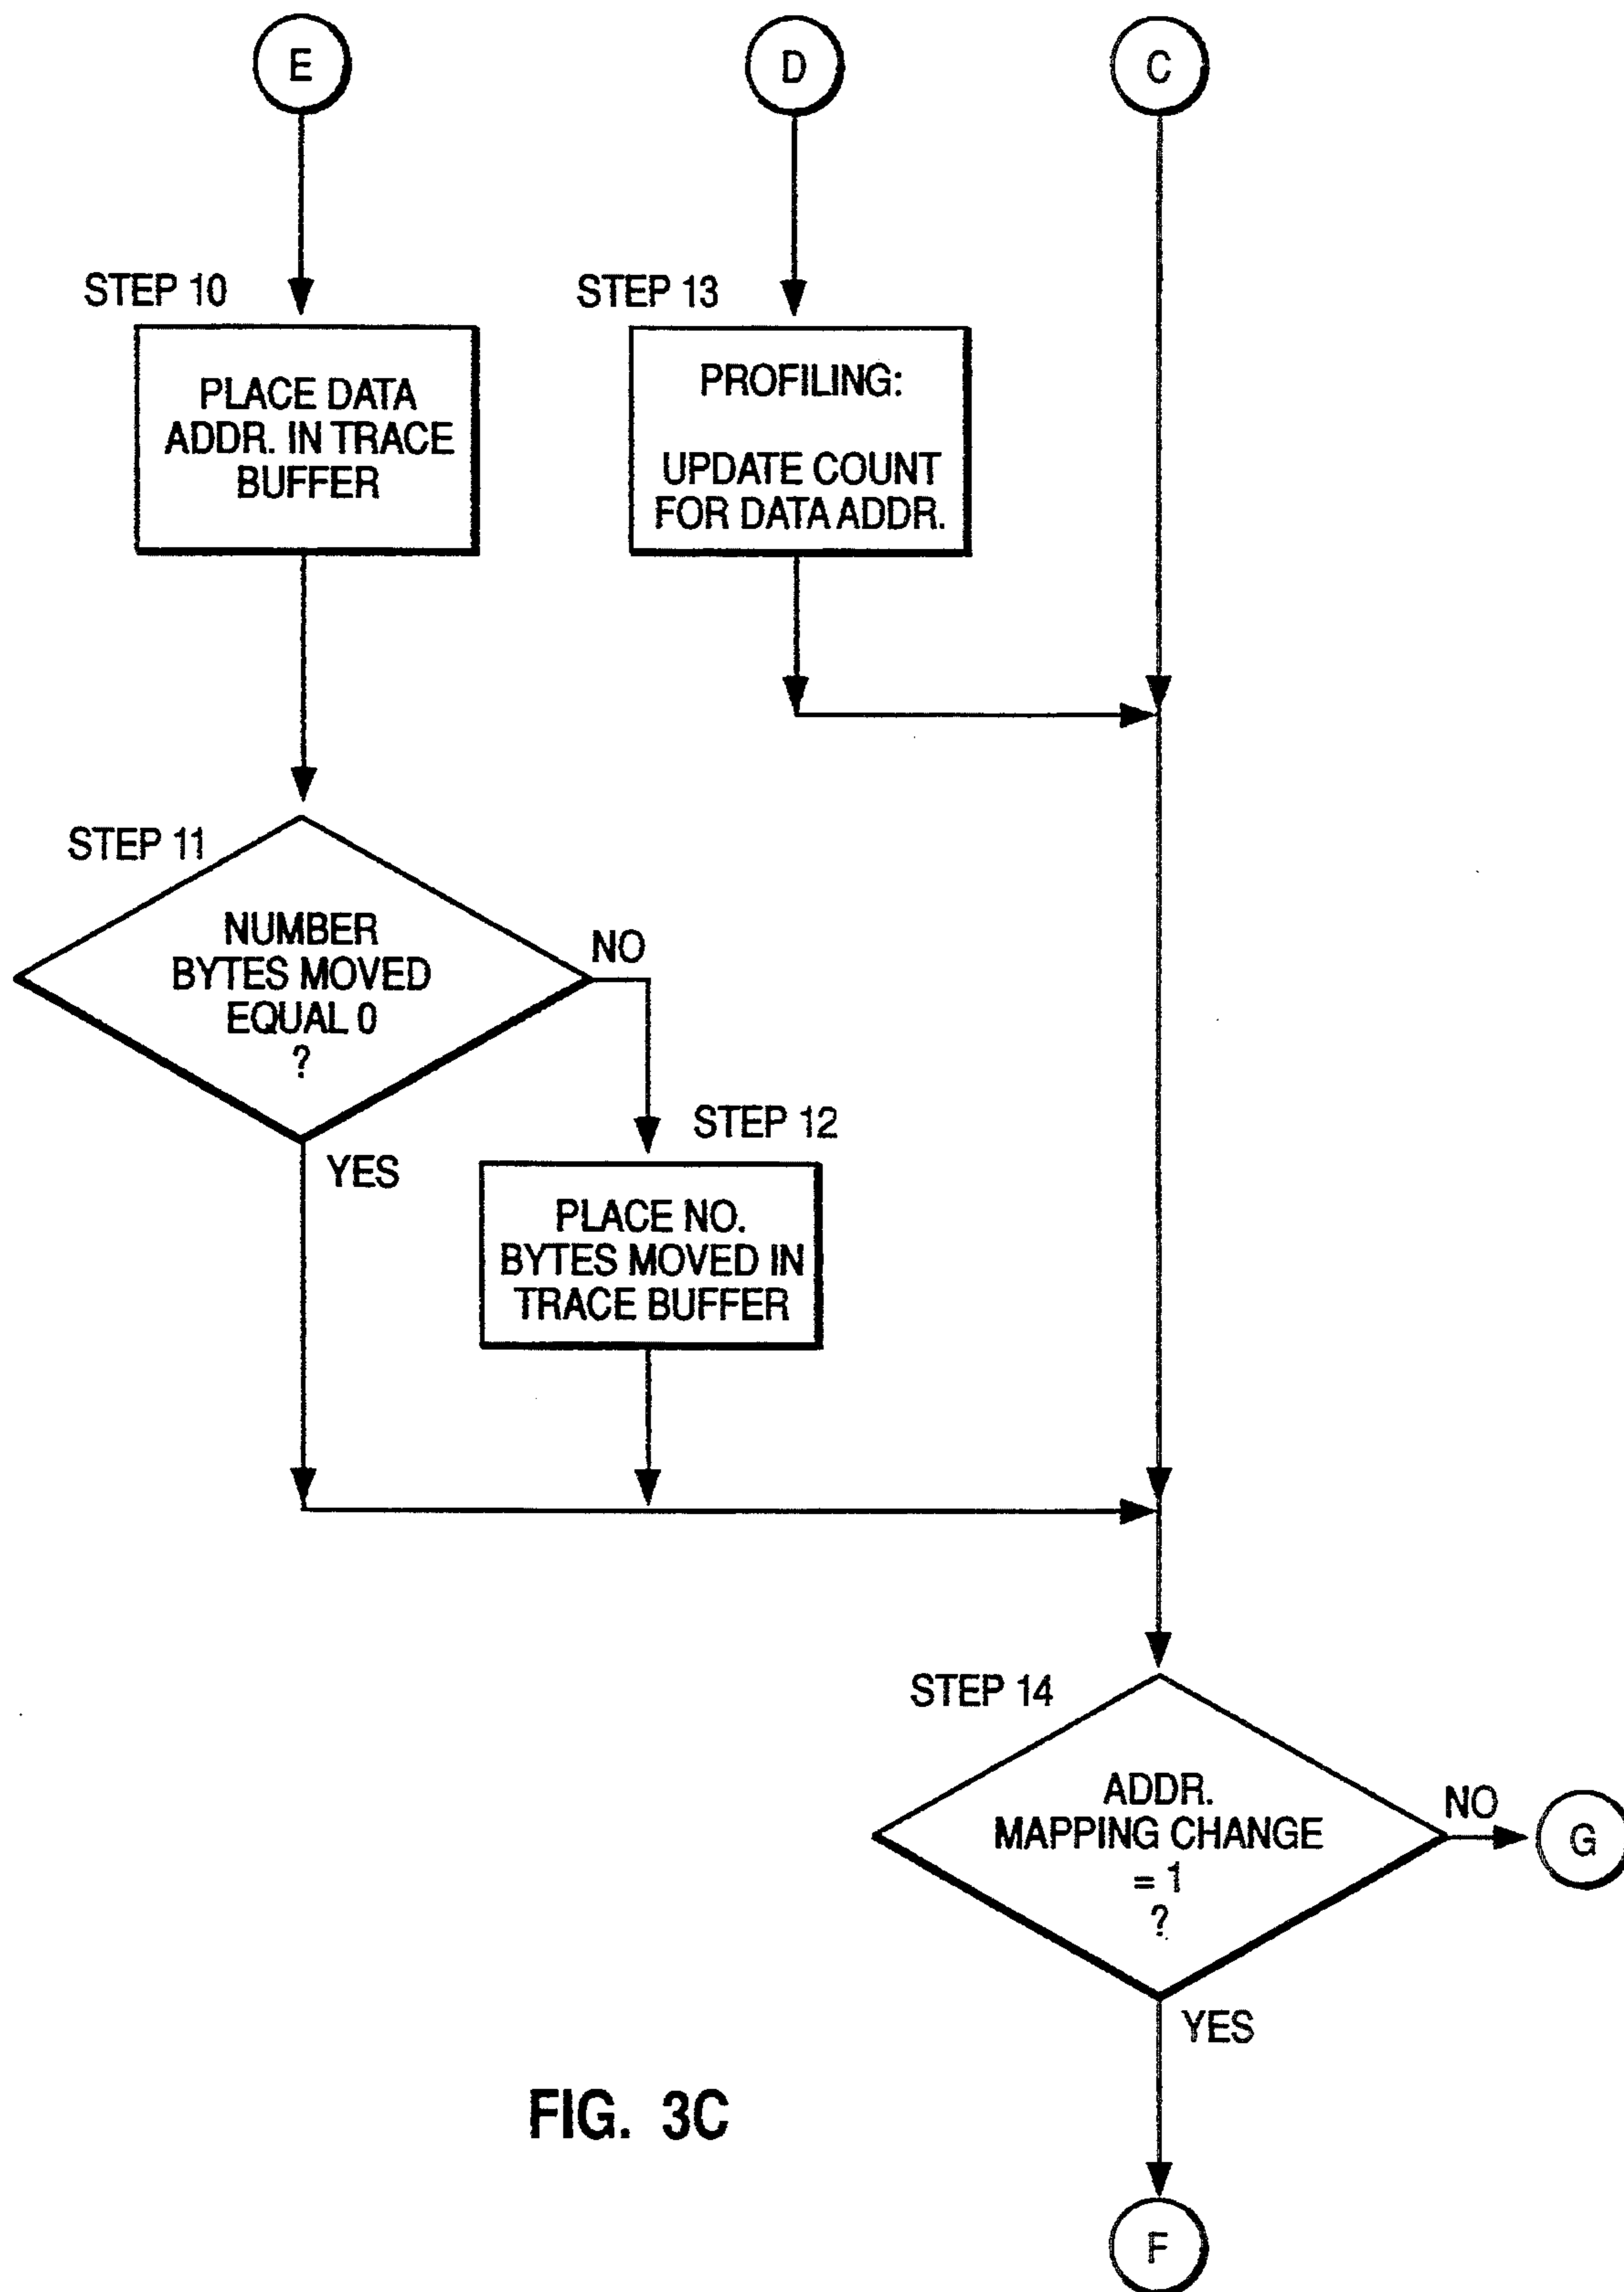 E
D
C
STEP 10
STEP 13
PLACE DATA
ADDR. IN TRACE
BUFFER
PROFILING:
UPDATE COUNT
FOR DATA ADDR.
STEP 11
NUMBER
BYTES MOVED
EQUAL 0
?
NO
YES
STEP 12
PLACE NO.
BYTES MOVED IN
TRACE BUFFER
STEP 14
ADDR.
MAPPING CHANGE
= 1
?
NO
G
YES
FIG. 3C
F